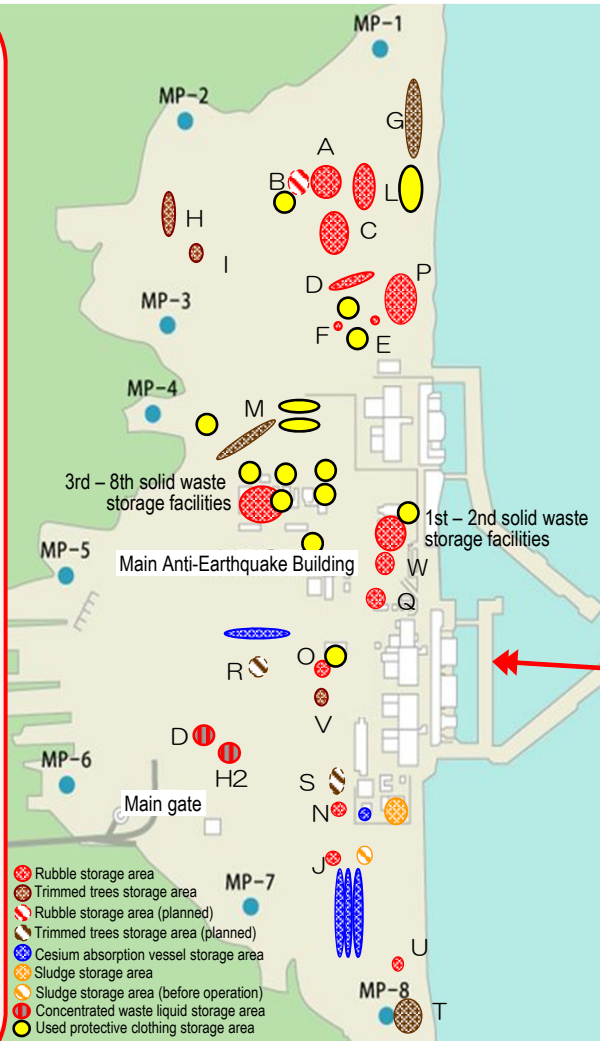 MP-1
MP-2
G
A
B
L
H
C
I
D
P
MP-3
F
E
MP-4
M
3rd – 8th solid waste
storage facilities
1st – 2nd solid waste
storage facilities
MP-5
Main Anti-Earthquake Building
W
Q
O
R
V
D
H2
MP-6
S
Main gate
N
J
MP-7
U
MP-8
T
Rubble storage area
Trimmed trees storage area
Rubble storage area (planned)
Trimmed trees storage area (planned)
Cesium absorption vessel storage area
Sludge storage area
Sludge storage area (before operation)
Concentrated waste liquid storage area
Used protective clothing storage area